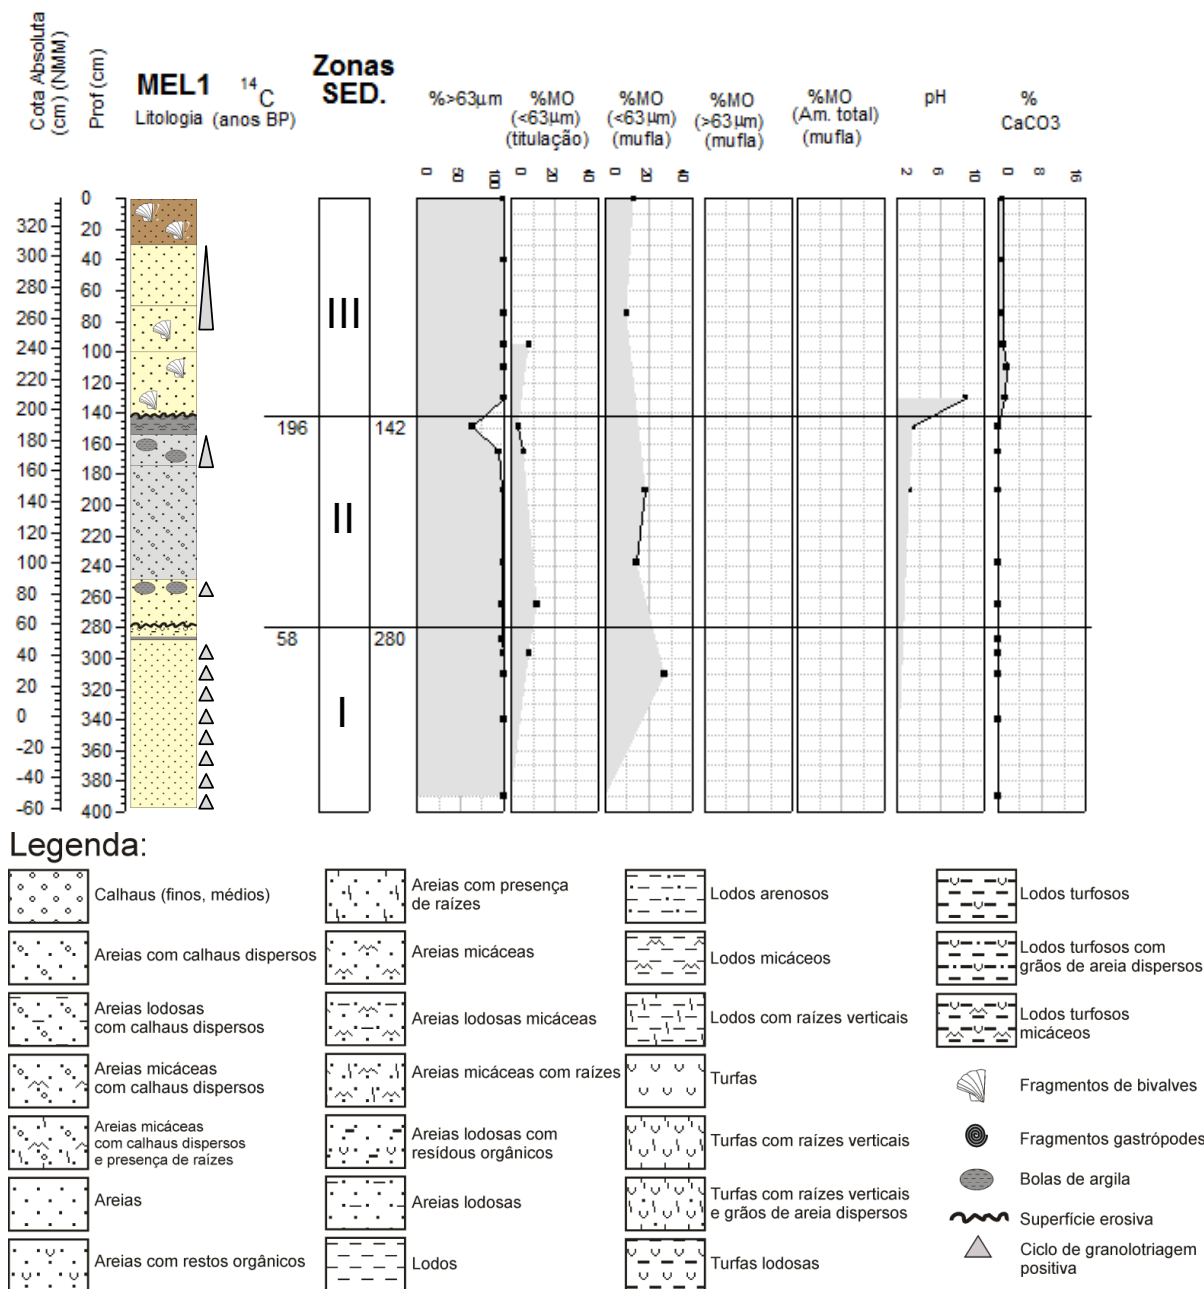 Cota Absoluta
(cm) (NMM)
Prof (cm)
MEL1
Litologia
14C
(anos BP)
Zonas
SED.
%>63µm
%MO
(<63µm)
(titulação)
%MO
(<63µm)
(mufla)
%MO
(>63µm)
(mufla)
%MO
(Am. total)
(mufla)
pH
%
CaCO3
0 50 100
0 20 40
0 20 40
2 6 10
0 8 16
320
300
280
260
240
220
200
180
160
140
120
100
80
60
40
20
0
-20
-40
-60
0
20
40
60
80
100
120
140
160
180
200
220
240
260
280
300
320
340
360
380
400
III
196 142
II
58 280
I
Legenda:
Calhaus (finos, médios)
Areias com calhaus dispersos
Areias lodosas
com calhaus dispersos
Areias micáceas
com calhaus dispersos
Areias micáceas
com calhaus dispersos
e presença de raízes
Areias
Areias com restos orgânicos
Areias com presença
de raízes
Areias micáceas
Areias lodosas micáceas
Areias micáceas com raízes
Areias lodosas com
resídous orgânicos
Areias lodosas
Lodos
Lodos arenosos
Lodos micáceos
Lodos com raízes verticais
Turfas
Turfas com raízes verticais
Turfas com raízes verticais
e grãos de areia dispersos
Turfas lodosas
Lodos turfosos
Lodos turfosos com
grãos de areia dispersos
Lodos turfosos
micáceos
Fragmentos de bivalves
Fragmentos gastrópodes
Bolas de argila
Superfície erosiva
Ciclo de granolotriagem
positiva